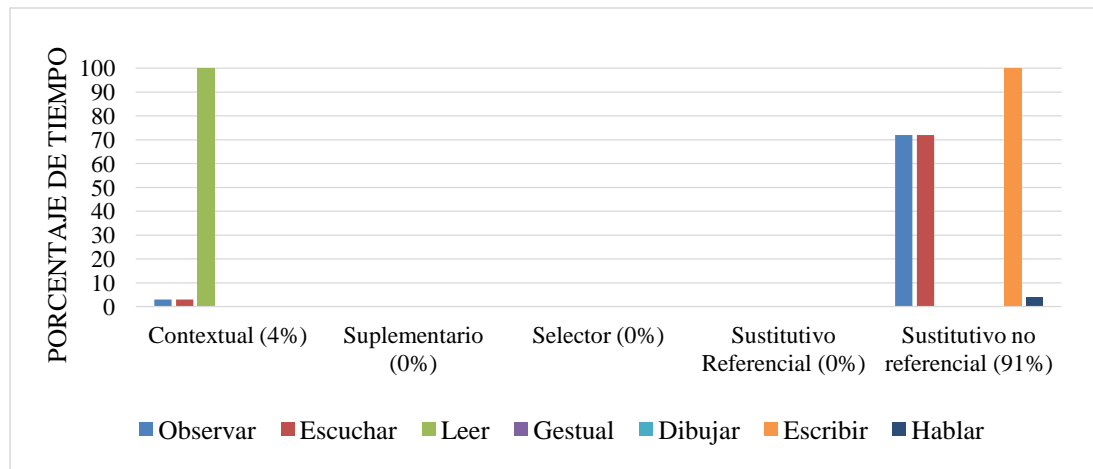 PORCENTAJE DE TIEMPO
100
90
80
70
60
50
40
30
20
10
0
Contextual (4%)
Suplementario
(0%)
Selector (0%)
Sustitutivo
Referencial (0%)
Sustitutivo no
referencial (91%)
Observar Escuchar Leer Gestual Dibujar Escribir Hablar